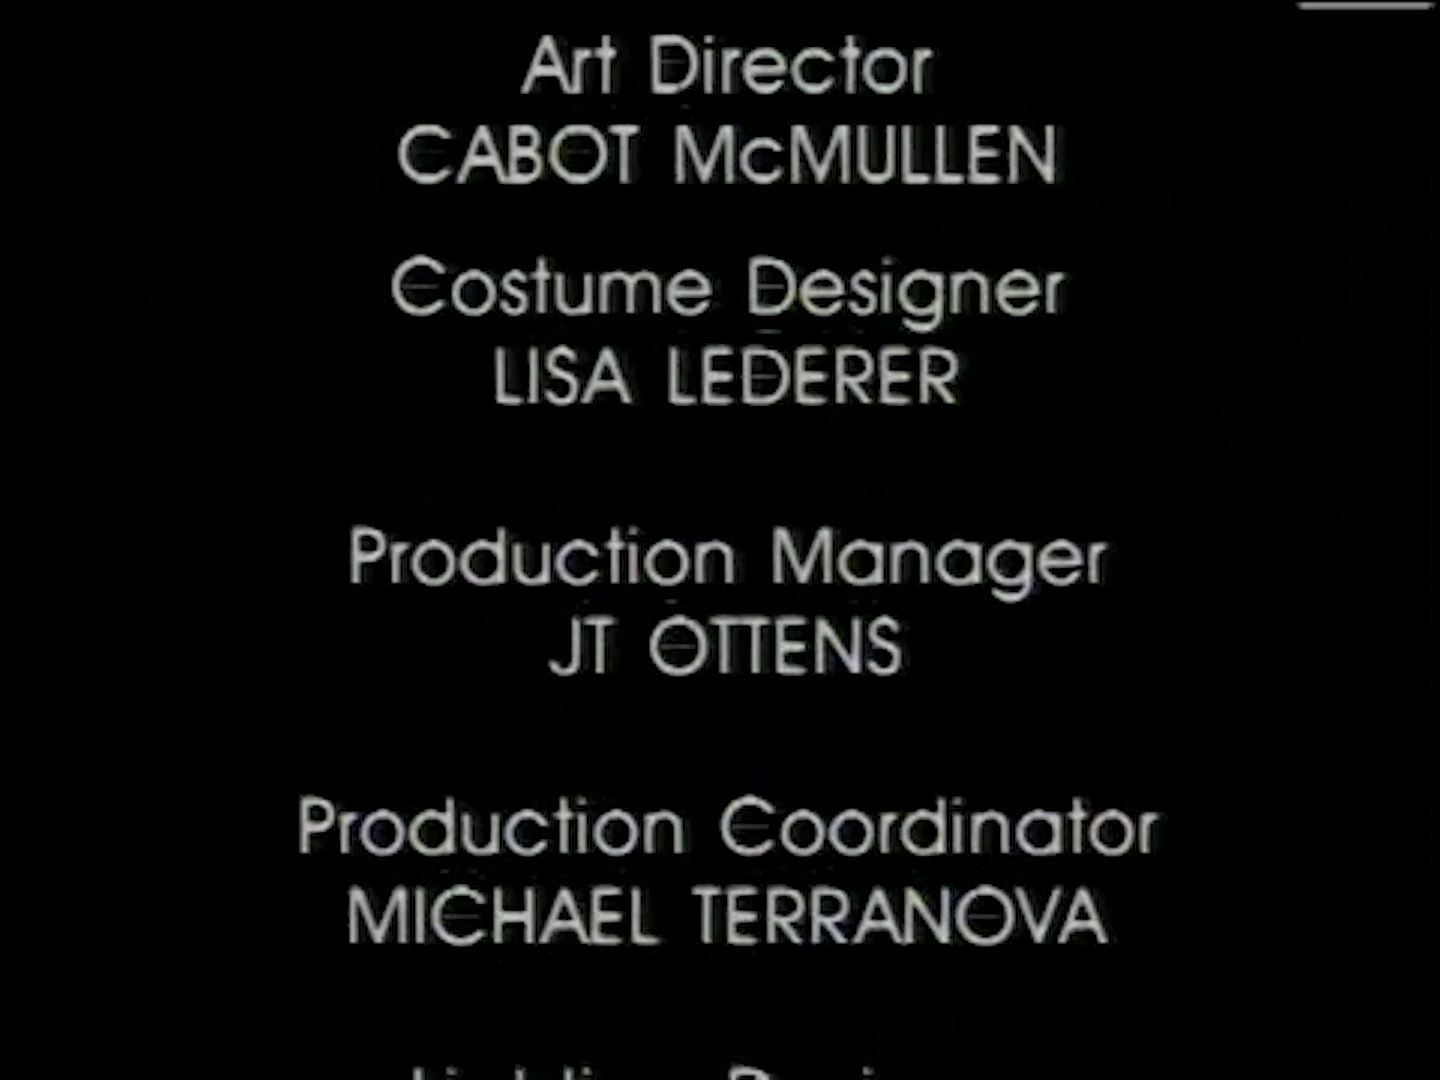 Art Director
CABOT McMULLEN
Costume Designer
LISA LEDERER
Production Manager
JT OTTENS
Production Coordinator
MICHAEL TERRANOVA